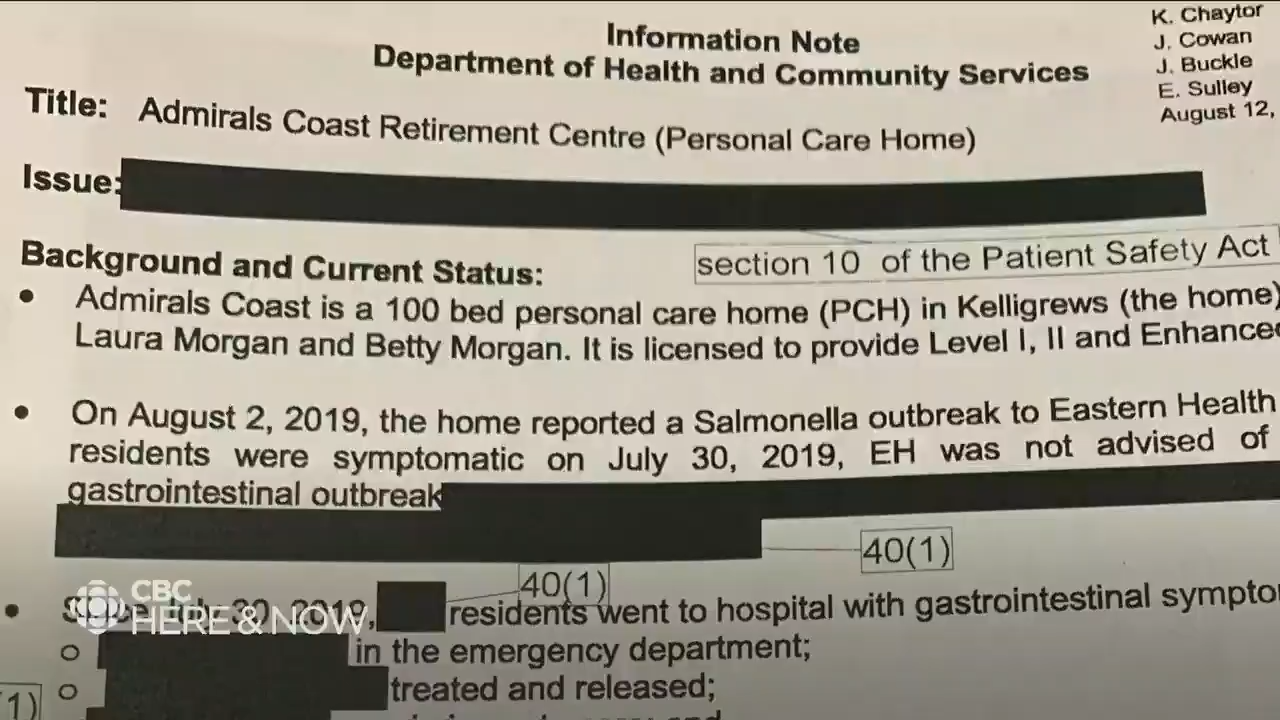 K. Chaytor
J. Cowan
J. Buckle
E. Sulley
August 12,
Information Note
Department of Health and Community Services
Title: Admirals Coast Retirement Centre (Personal Care Home)
Issue:
section 10 of the Patient Safety Act
Background and Current Status:
• Admirals Coast is a 100 bed personal care home (PCH) in Kelligrews (the home)
Laura Morgan and Betty Morgan. It is licensed to provide Level I, II and Enhanced
• On August 2, 2019, the home reported a Salmonella outbreak to Eastern Health
residents were symptomatic on July 30, 2019, EH was not advised of
gastrointestinal outbreak
40(1)
40(1)
• 30, 2019, residents went to hospital with gastrointestinal sympto
CBC
HERE & NOW
o in the emergency department;
o treated and released;
1)